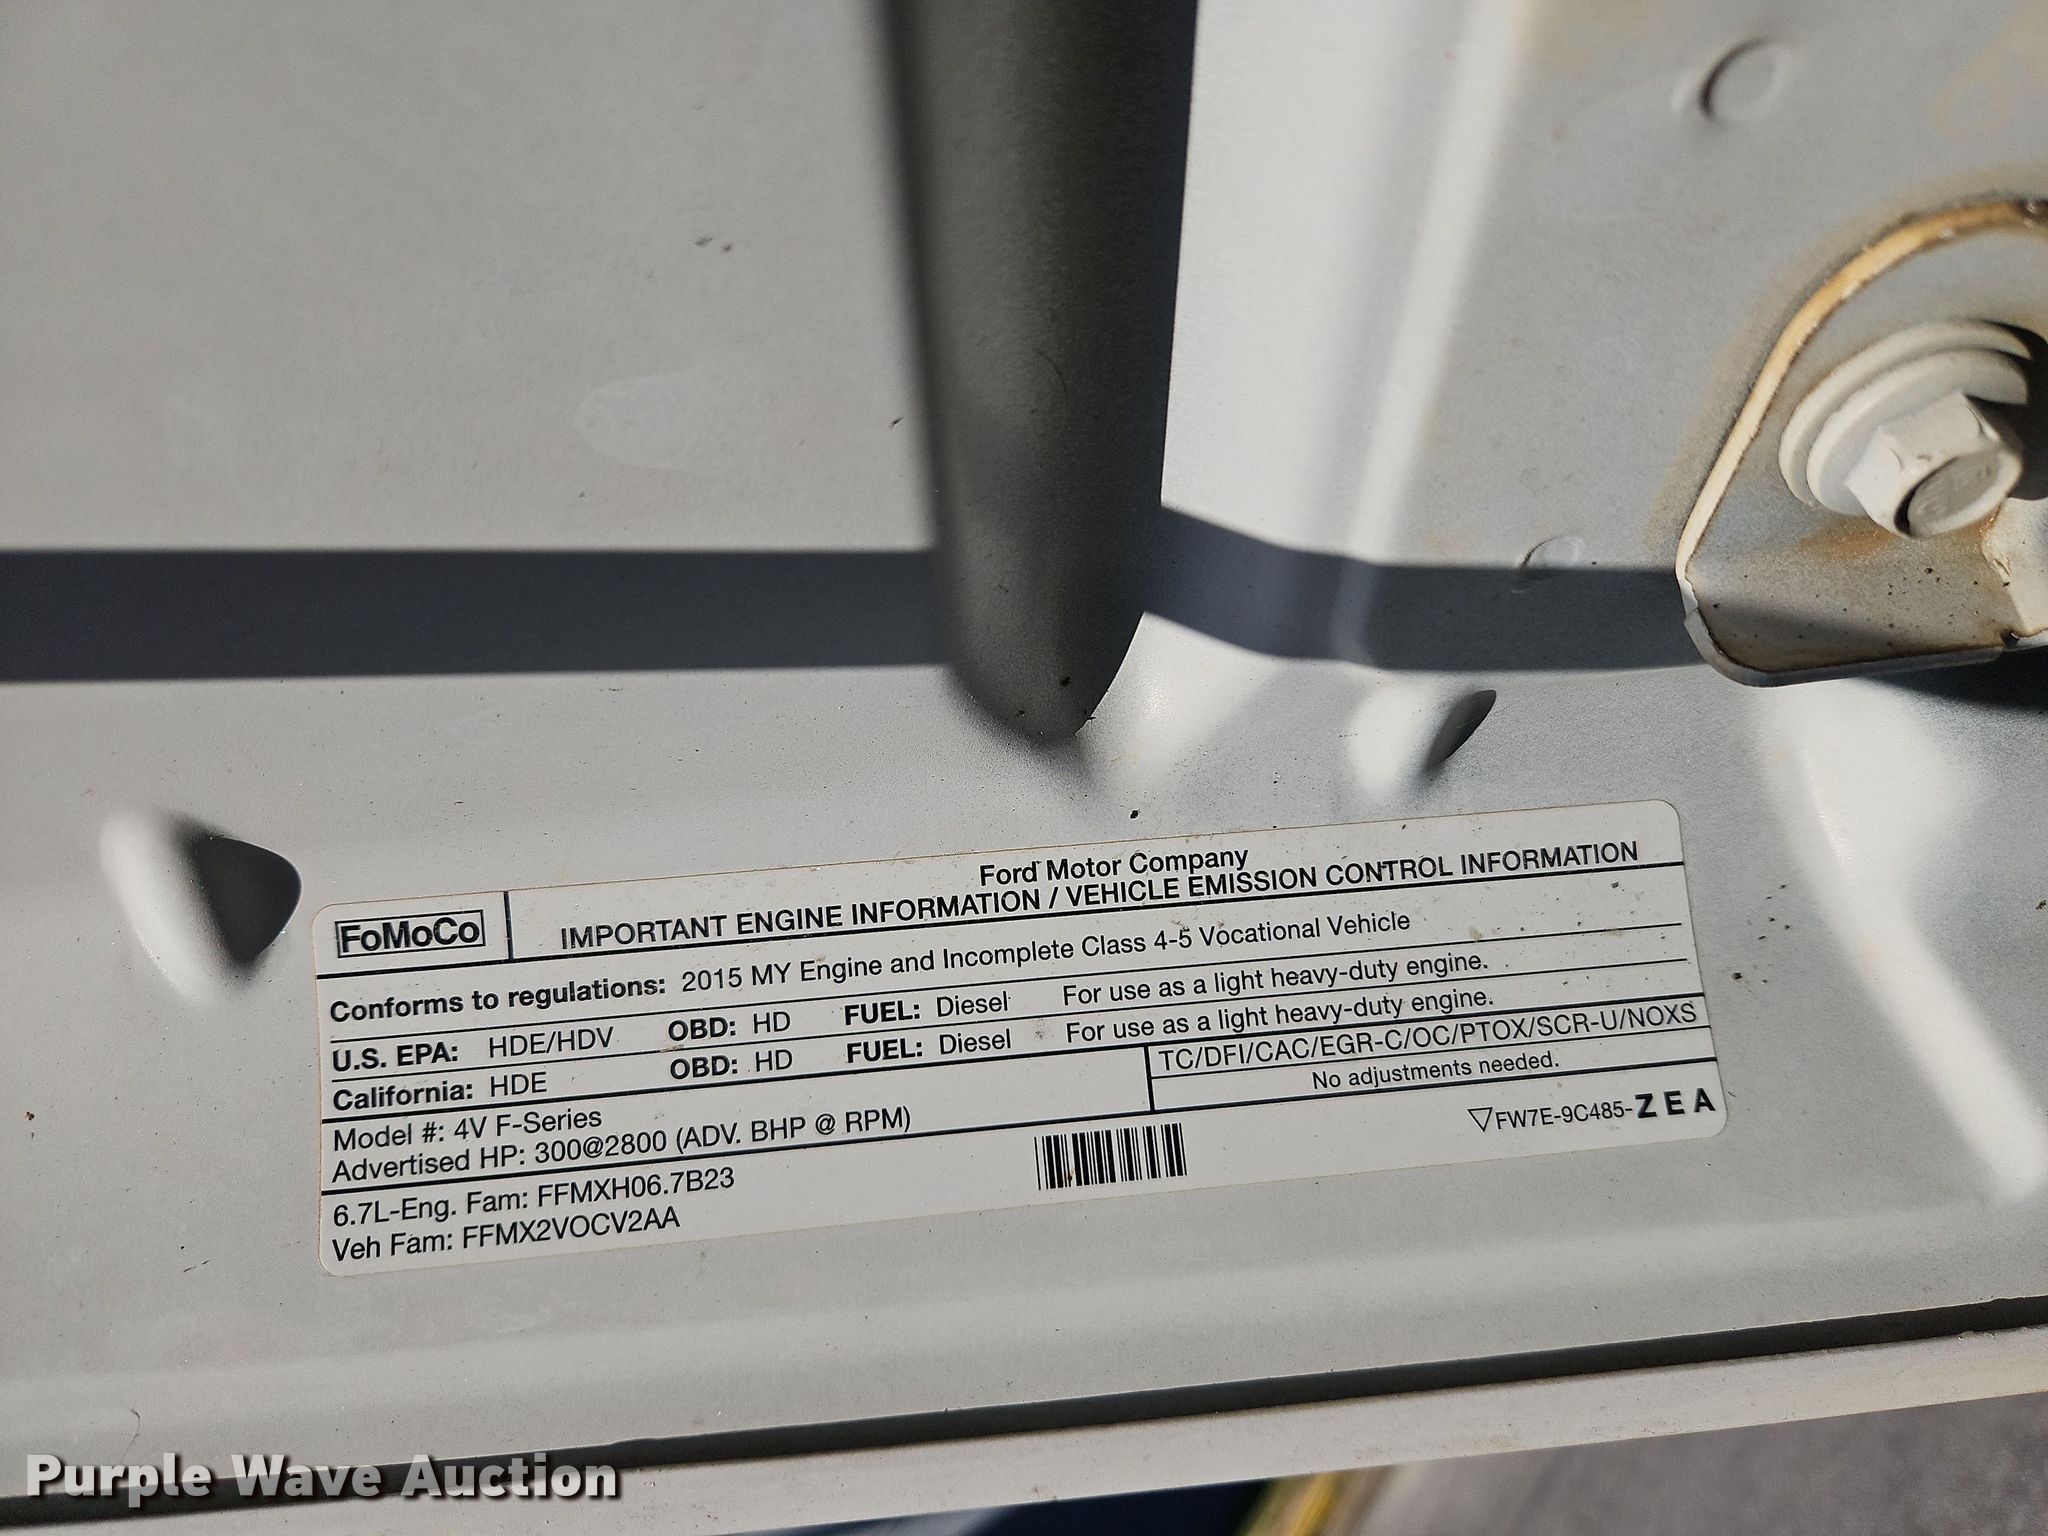 FoMoCo
Ford Motor Company
IMPORTANT ENGINE INFORMATION / VEHICLE EMISSION CONTROL INFORMATION
Conforms to regulations: 2015 MY Engine and Incomplete Class 4-5 Vocational Vehicle
U.S. EPA: HDE/HDV OBD: HD FUEL: Diesel For use as a light heavy-duty engine.
California: HDE OBD: HD FUEL: Diesel For use as a light heavy-duty engine.
Model #: 4V F-Series
Advertised HP: 300@2800 (ADV. BHP @ RPM)
TC/DFI/CAC/EGR-C/OC/PTOX/SCR-U/NOXS
No adjustments needed.
6.7L-Eng. Fam: FFMXH06.7B23
Veh Fam: FFMX2VOCV2AA
▽FW7E-9C485-ZEA
Purple Wave Auction